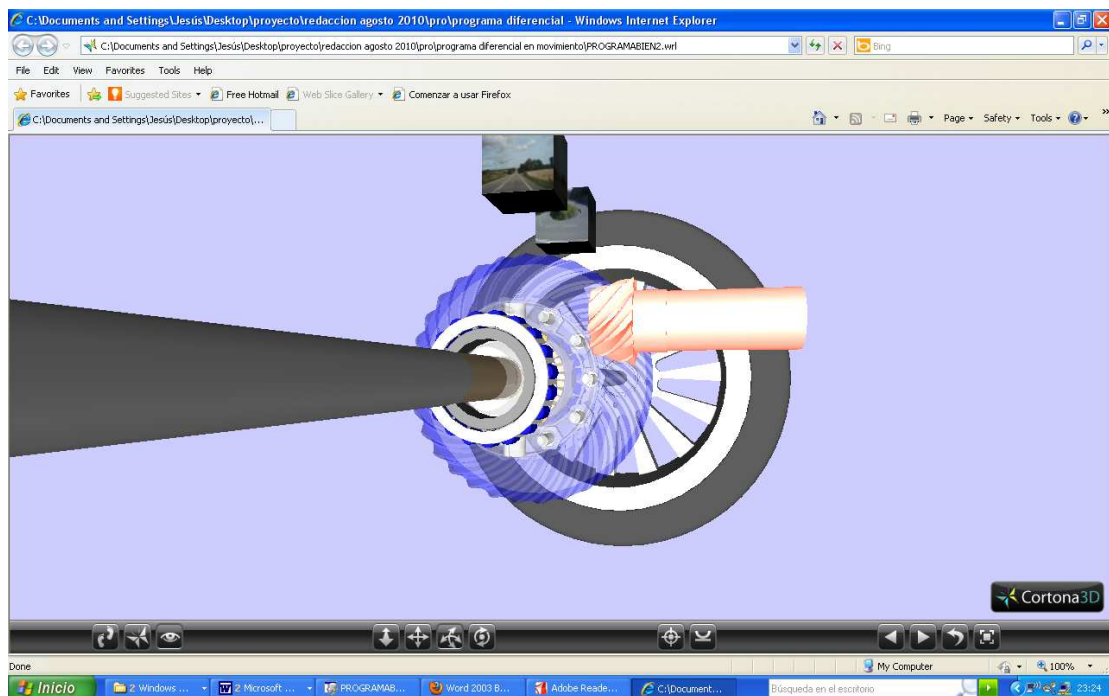 C:\Documents and Settings\Jesús\Desktop\proyecto\redaccion agosto 2010\pro\programa diferencial - Windows Internet Explorer
C:\Documents and Settings\Jesús\Desktop\proyecto\redaccion agosto 2010\pro\programa diferencial en movimiento\PROGRAMABIEN2.wrl
Bing
File Edit View Favorites Tools Help
Favorites Suggested Sites Free Hotmail Web Slice Gallery Comenzar a usar Firefox
C:\Documents and Settings\Jesús\Desktop\proyecto\... Page Safety Tools »
Cortona3D
Done My Computer 100%
Inicio 2 Windows ... 2 Microsoft ... PROGRAMAB... Word 2003 B... Adobe Reade... C:\Document... Búsqueda en el escritorio 23:24